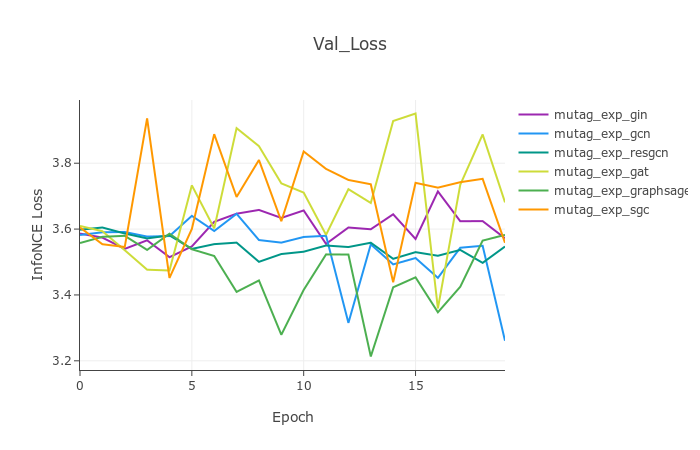 Val_Loss
InfoNCE Loss
3.8
3.6
3.4
3.2
0
5
10
15
Epoch
mutag_exp_gin
mutag_exp_gcn
mutag_exp_resgcn
mutag_exp_gat
mutag_exp_graphsage
mutag_exp_sgc